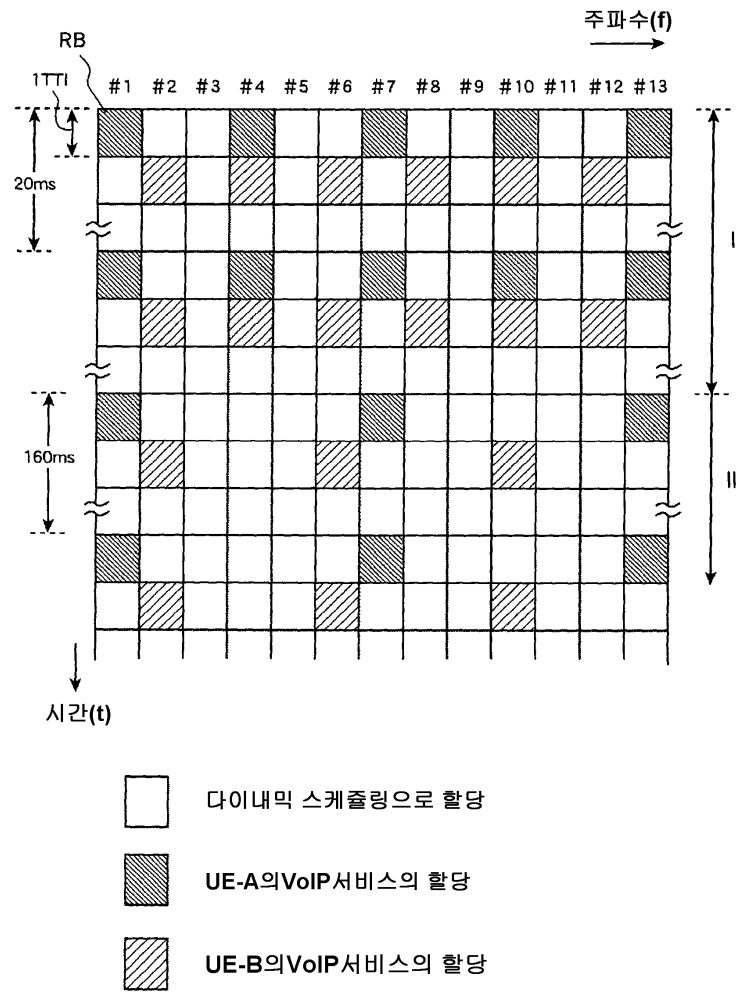 주파수(f)
RB
1TTI
#1 #2 #3 #4 #5 #6 #7 #8 #9 #10 #11 #12 #13
20ms
I
160ms
II
시간(t)
다이내믹 스케쥴링으로 할당
UE-A의VoIP서비스의 할당
UE-B의VoIP서비스의 할당